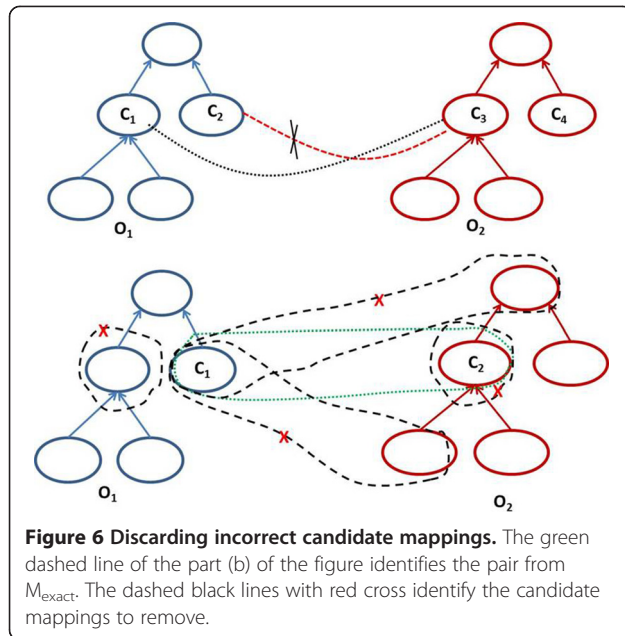 C1 C2 C3 C4
O1 O2
X
X C1 C2
X
X
O1 O2
Figure 6 Discarding incorrect candidate mappings. The green
dashed line of the part (b) of the figure identifies the pair from
Mexact. The dashed black lines with red cross identify the candidate
mappings to remove.